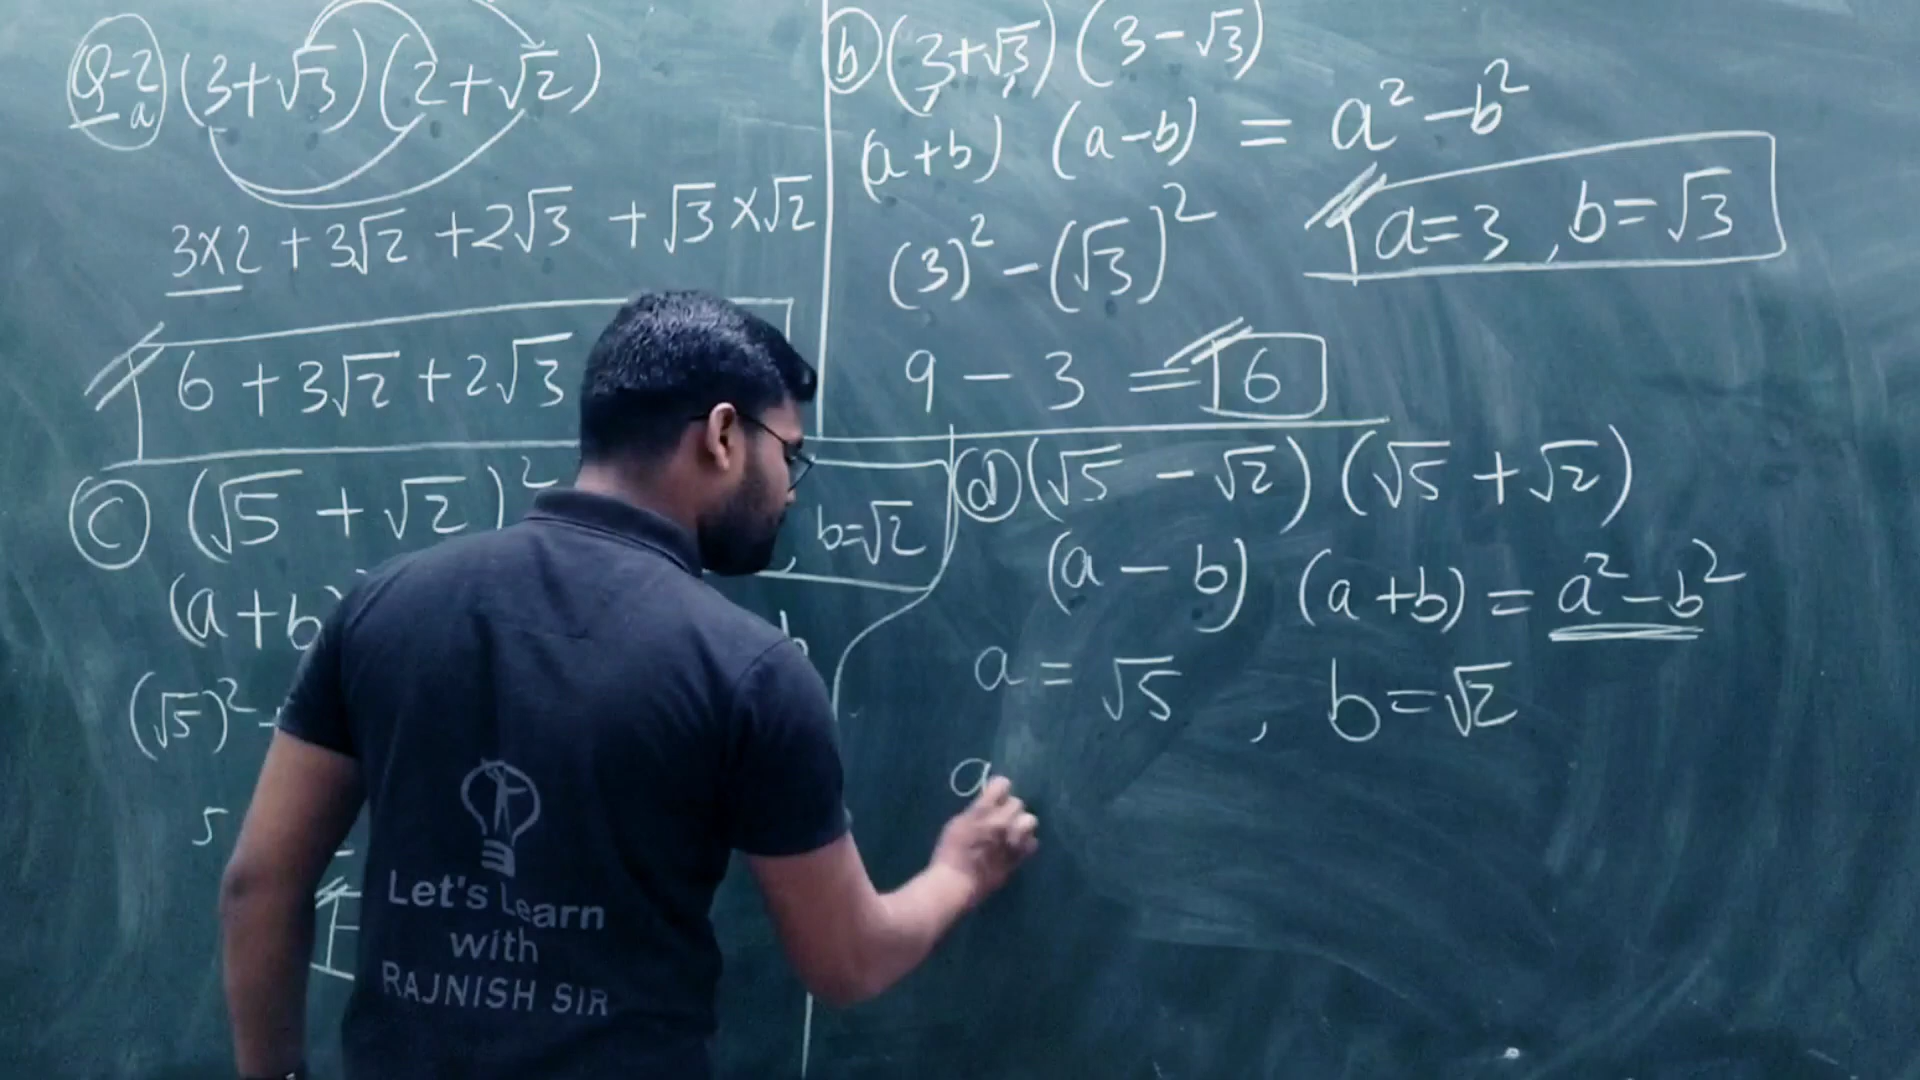 Q-2 a (3+√3)(2+√2)
3×2 + 3√2 + 2√3 + √3×√2
6 + 3√2 + 2√3
b (3+√3) (3-√3)
(a+b) (a-b) = a² - b²
(3)² - (√3)²
a=3, b=√3
9 - 3 = 6
c (√5 + √2)²
, b=√2
(a+b)
b
(√5)² +
5
d (√5 - √2) (√5 + √2)
(a - b) (a+b) = a² - b²
a = √5, b = √2
a
Let's Learn
with
RAJNISH SIR